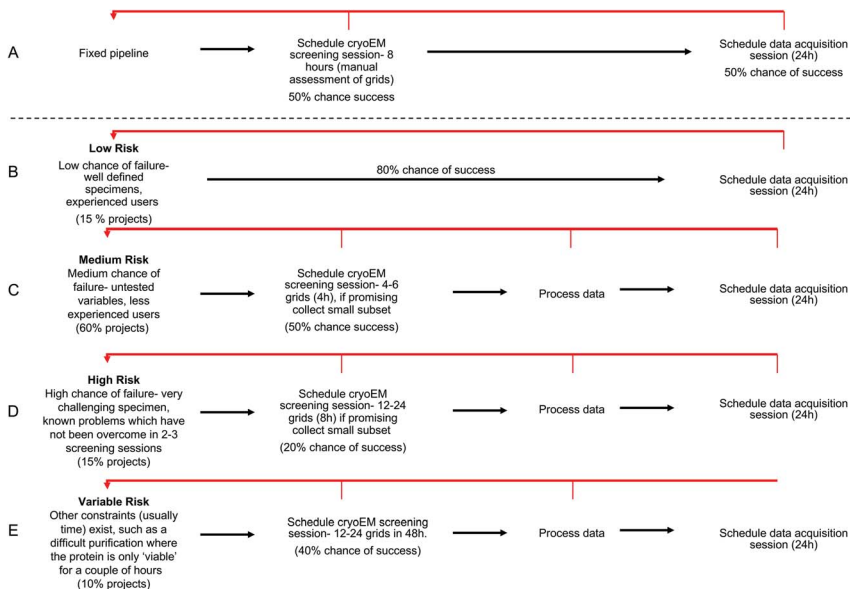 A
Fixed pipeline
Schedule cryoEM
screening session- 8
hours (manual
assessment of grids)
50% chance success
Schedule data acquisition
session (24h)
50% chance of success
B
Low Risk
Low chance of failure-
well defined
specimens,
experienced users
(15 % projects)
80% chance of success
Schedule data acquisition
session (24h)
C
Medium Risk
Medium chance of
failure- untested
variables, less
experienced users
(60% projects)
Schedule cryoEM
screening session- 4-6
grids (4h), if promising
collect small subset
(50% chance success)
Process data
Schedule data acquisition
session (24h)
D
High Risk
High chance of failure- very
challenging specimen,
known problems which have
not been overcome in 2-3
screening sessions
(15% projects)
Schedule cryoEM
screening session- 12-24
grids (8h) if promising
collect small subset
(20% chance of success)
Process data
Schedule data acquisition
session (24h)
E
Variable Risk
Other constraints (usually
time) exist, such as a
difficult purification where
the protein is only ‘viable’
for a couple of hours
(10% projects)
Schedule cryoEM screening
session- 12-24 grids in 48h.
(40% chance of success)
Process data
Schedule data acquisition
session (24h)